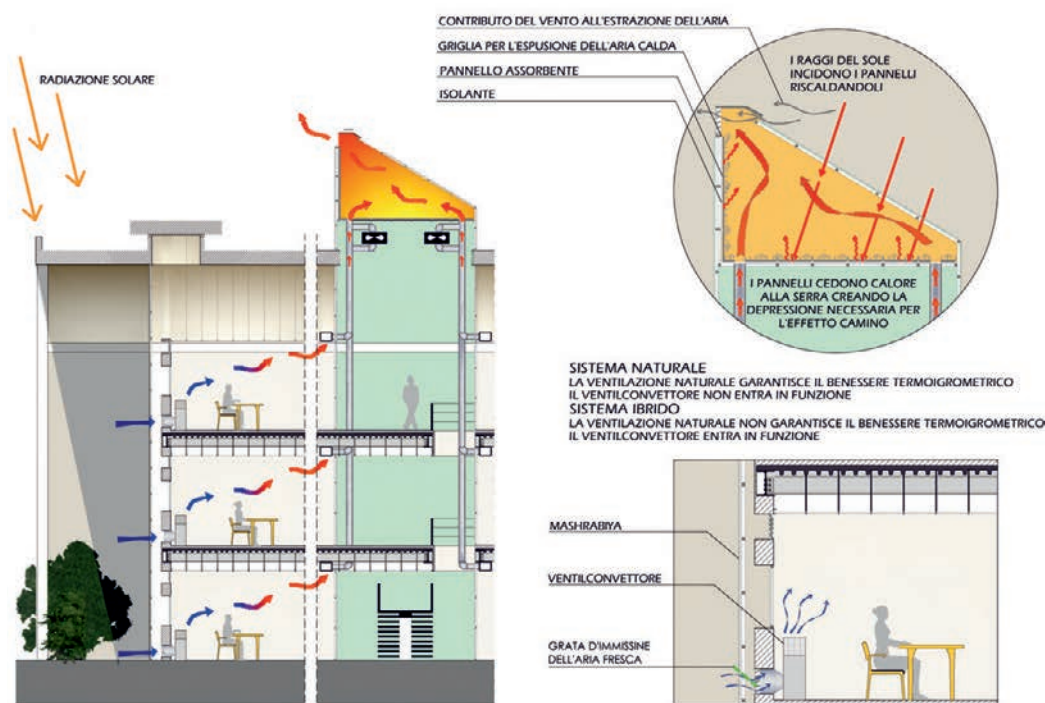 CONTRIBUTO DEL VENTO ALL'ESTRAZIONE DELL'ARIA
GRIGLIA PER L'ESPUSIONE DELL'ARIA CALDA
PANNELLO ASSORBENTE
ISOLANTE
RADIAZIONE SOLARE
I RAGGI DEL SOLE
INCIDONO I PANNELLI
RISCALDANDOLI
I PANNELLI CEDONO CALORE
ALLA SERRA CREANDO LA
DEPRESSIONE NECESSARIA PER
L'EFFETTO CAMINO
SISTEMA NATURALE
LA VENTILAZIONE NATURALE GARANTISCE IL BENESSERE TERMOIGROMETRICO
IL VENTILCONVETTORE NON ENTRA IN FUNZIONE
SISTEMA IBRIDO
LA VENTILAZIONE NATURALE NON GARANTISCE IL BENESSERE TERMOIGROMETRICO
IL VENTILCONVETTORE ENTRA IN FUNZIONE
MASHRABIYA
VENTILCONVETTORE
GRATA D'IMMISSINE
DELL'ARIA FRESCA